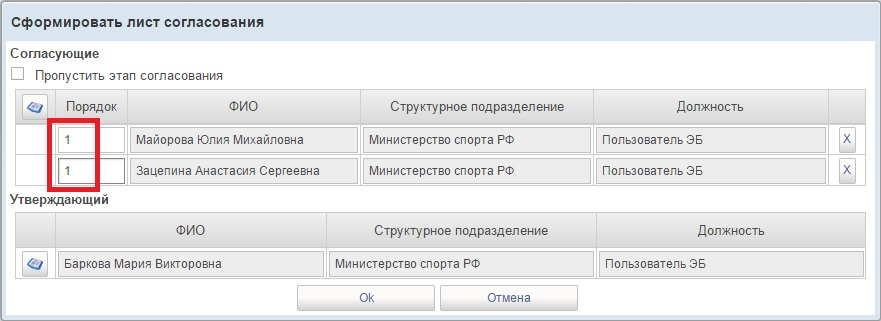 Сформировать лист согласования
Согласующие
Пропустить этап согласования
Порядок ФИО Структурное подразделение Должность
1 Майорова Юлия Михайловна Министерство спорта РФ Пользователь ЭБ X
1 Зацепина Анастасия Сергеевна Министерство спорта РФ Пользователь ЭБ X
Утверждающий
ФИО Структурное подразделение Должность
Баркова Мария Викторовна Министерство спорта РФ Пользователь ЭБ
Ok Отмена